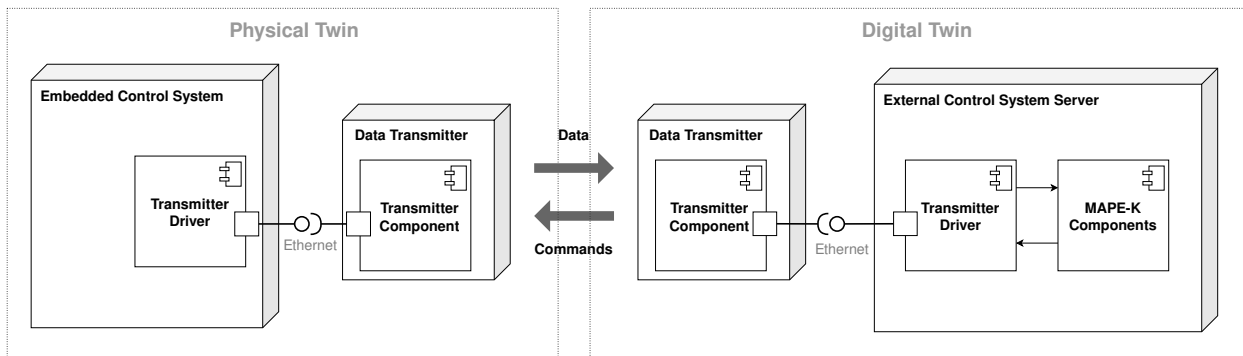 Physical Twin
Digital Twin
Embedded Control System
Transmitter
Driver
Ethernet
Data Transmitter
Transmitter
Component
Data
Commands
Data Transmitter
Transmitter
Component
Ethernet
External Control System Server
Transmitter
Driver
MAPE-K
Components